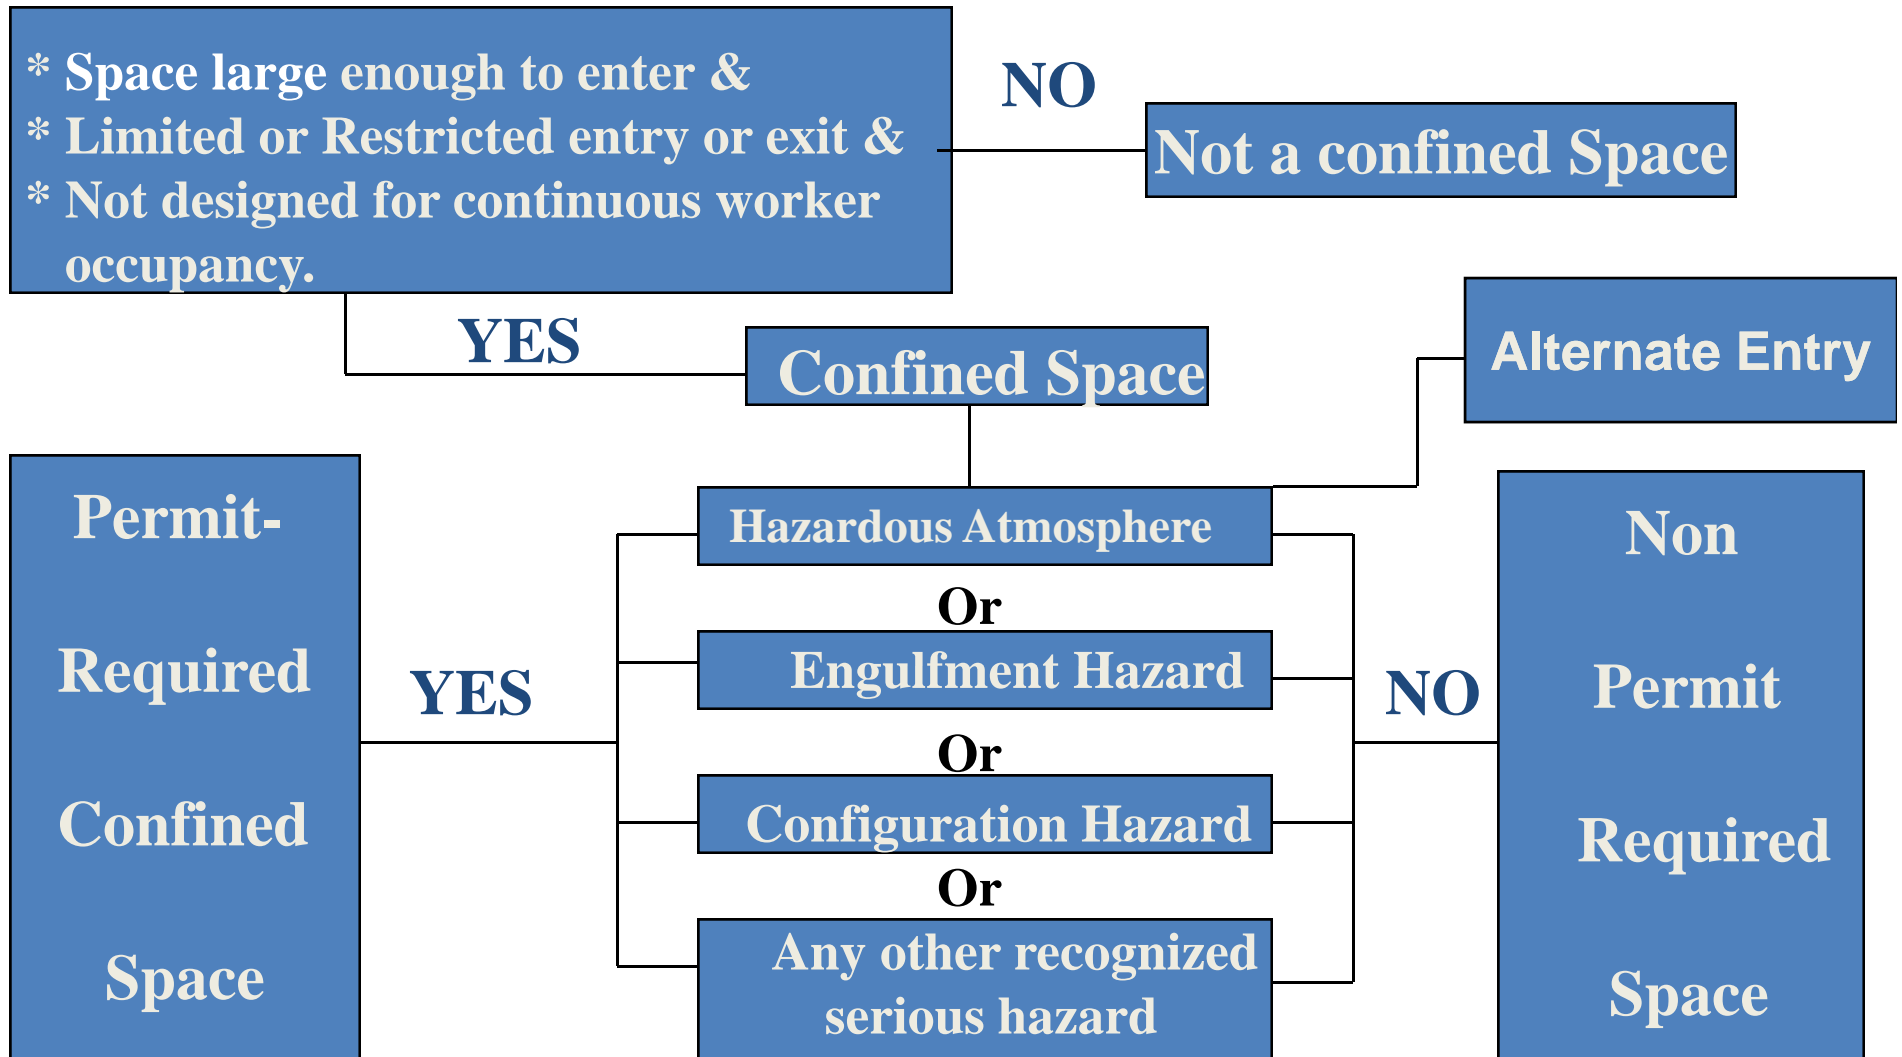 * Space large enough to enter &
* Limited or Restricted entry or exit &
* Not designed for continuous worker
occupancy.
NO
Not a confined Space
YES
Confined Space
Alternate Entry
Permit-
Required
Confined
Space
YES
Hazardous Atmosphere
Or
Engulfment Hazard
Or
Configuration Hazard
Or
Any other recognized
serious hazard
NO
Non
Permit
Required
Space